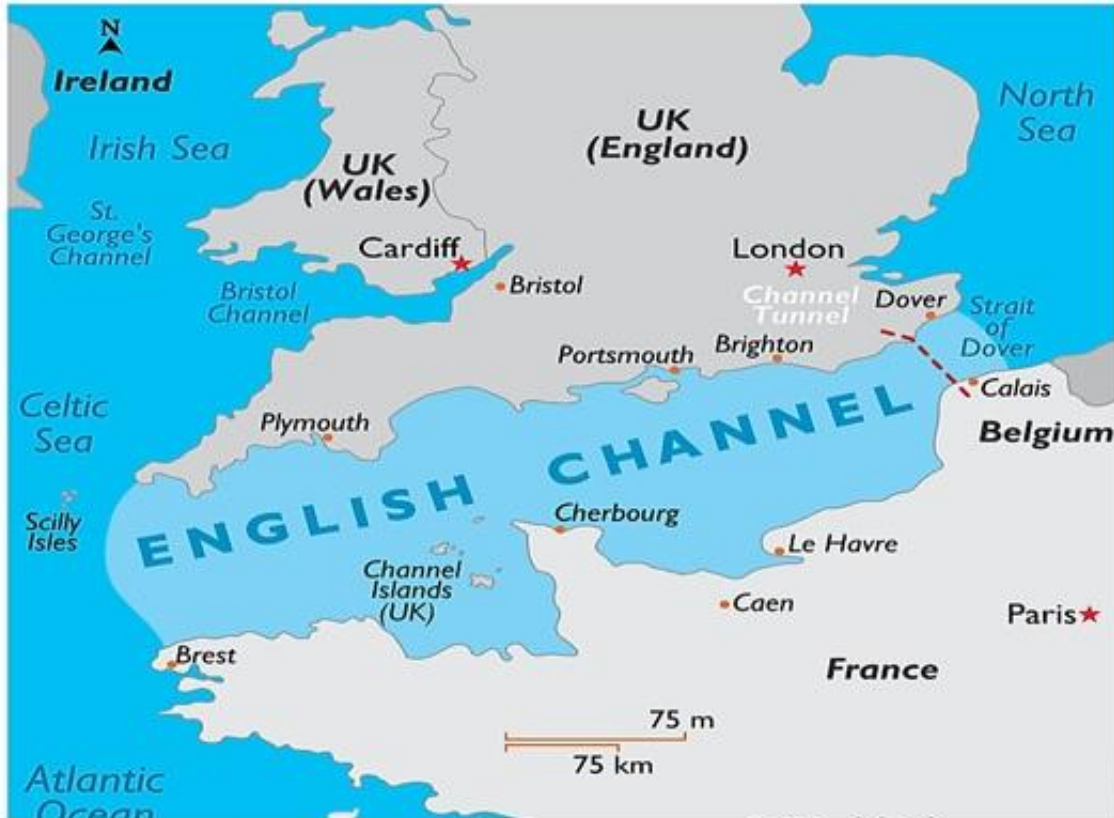 N
Ireland
North
Sea
Irish Sea
UK
(England)
UK
(Wales)
St.
George's
Channel
Cardiff
London
Bristol
Channel
Bristol
Channel
Tunnel
Dover
Strait
of
Dover
Portsmouth
Brighton
Calais
Celtic
Sea
Plymouth
Belgium
ENGLISH CHANNEL
Scilly
Isles
Cherbourg
Le Havre
Channel
Islands
(UK)
Caen
Paris
Brest
France
75 m
75 km
Atlantic
Ocean